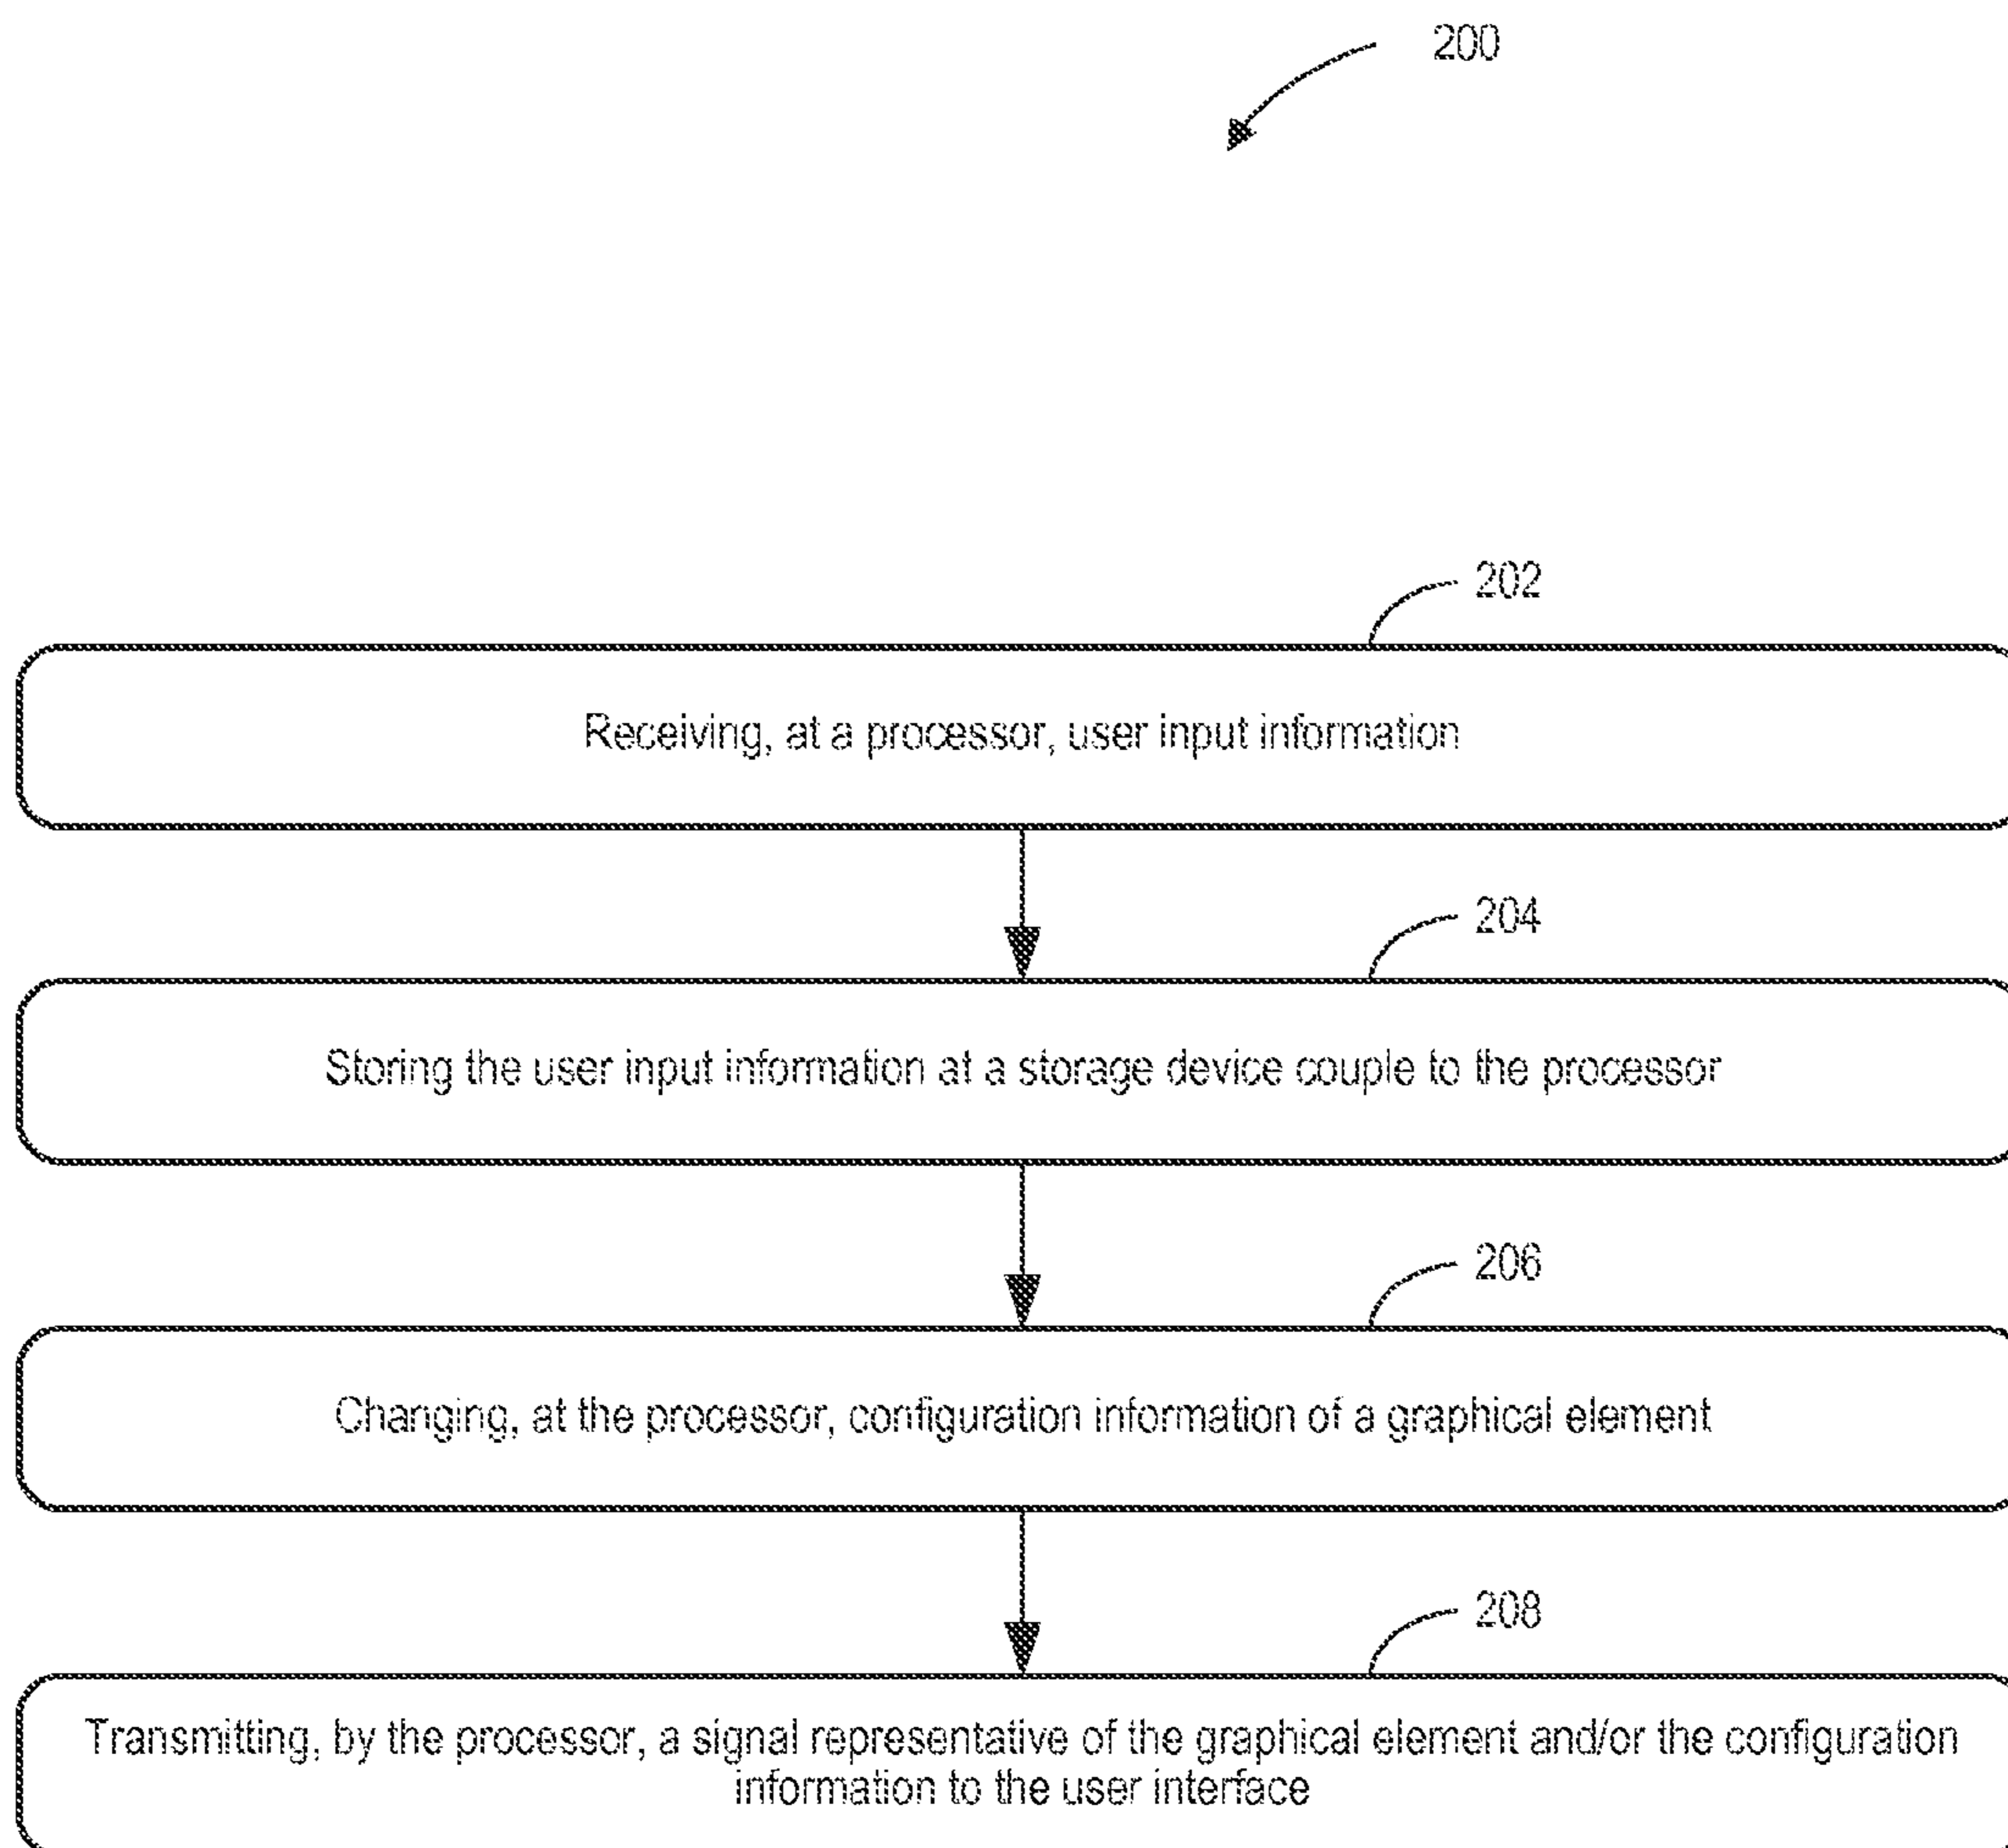 200
202
Receiving, at a processor, user input information
204
Storing the user input information at a storage device couple to the processor
206
Changing, at the processor, configuration information of a graphical element
208
Transmitting, by the processor, a signal representative of the graphical element and/or the configuration
information to the user interface